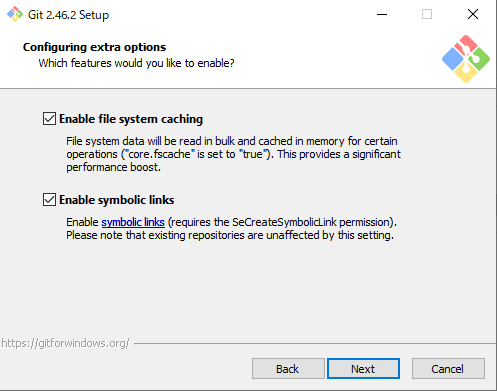 Git 2.46.2 Setup
Configuring extra options
Which features would you like to enable?
Enable file system caching
File system data will be read in bulk and cached in memory for certain
operations ("core.fscache" is set to "true"). This provides a significant
performance boost.
Enable symbolic links
Enable symbolic links (requires the SeCreateSymbolicLink permission).
Please note that existing repositories are unaffected by this setting.
https://gitforwindows.org/
Back Next Cancel